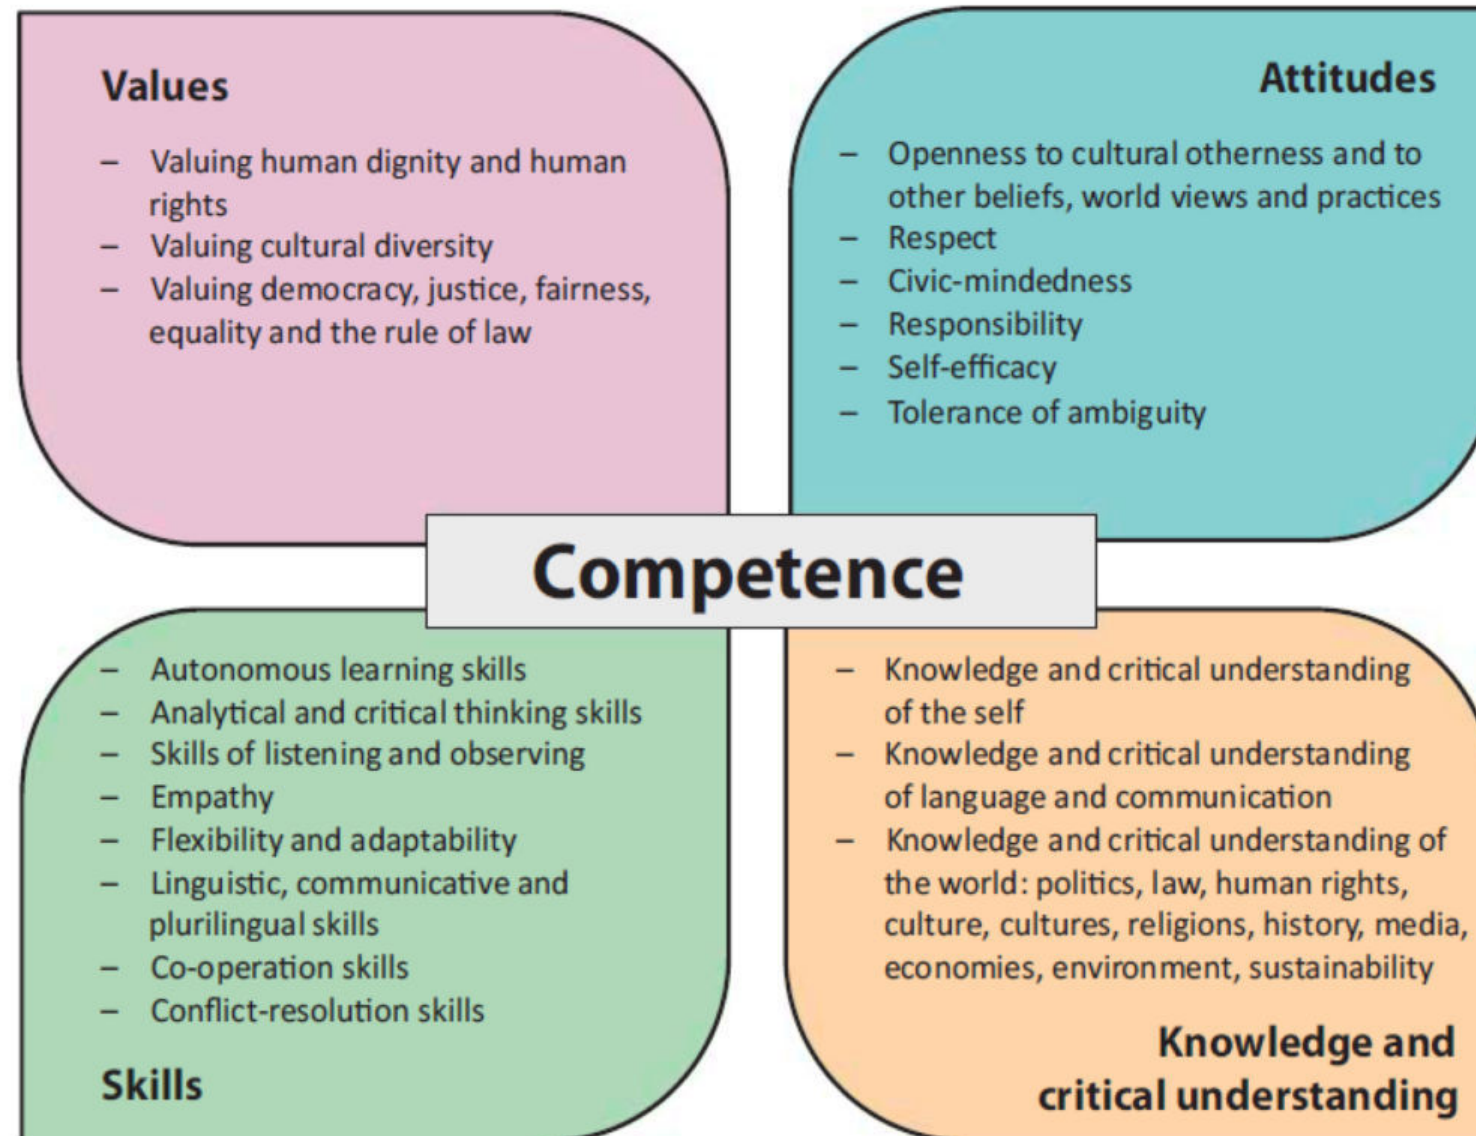 Values
– Valuing human dignity and human
rights
– Valuing cultural diversity
– Valuing democracy, justice, fairness,
equality and the rule of law
Attitudes
– Openness to cultural otherness and to
other beliefs, world views and practices
– Respect
– Civic-mindedness
– Responsibility
– Self-efficacy
– Tolerance of ambiguity
Competence
– Autonomous learning skills
– Analytical and critical thinking skills
– Skills of listening and observing
– Empathy
– Flexibility and adaptability
– Linguistic, communicative and
plurilingual skills
– Co-operation skills
– Conflict-resolution skills
Skills
– Knowledge and critical understanding
of the self
– Knowledge and critical understanding
of language and communication
– Knowledge and critical understanding of
the world: politics, law, human rights,
culture, cultures, religions, history, media,
economies, environment, sustainability
Knowledge and
critical understanding